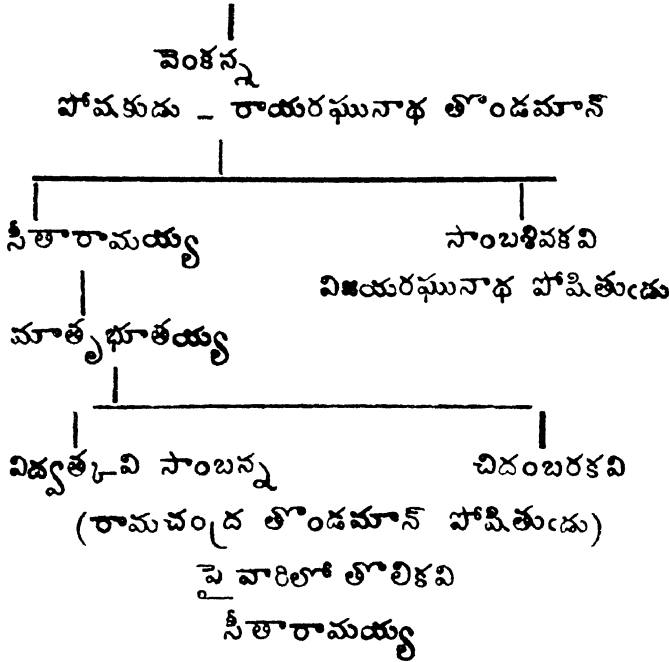 వెంకన్న
పోషకుడు – రాయరఘునాథ తొండమాన్
సీతారామయ్య సాంబశివకవి
విజయరఘునాథ పోషితుఁడు
మాతృభూతయ్య
విద్వత్కవి సాంబన్న చిదంబరకవి
(రామచంద్ర తొండమాన్ పోషితుఁడు)
పై వారిలో తొలికవి
సీతారామయ్య